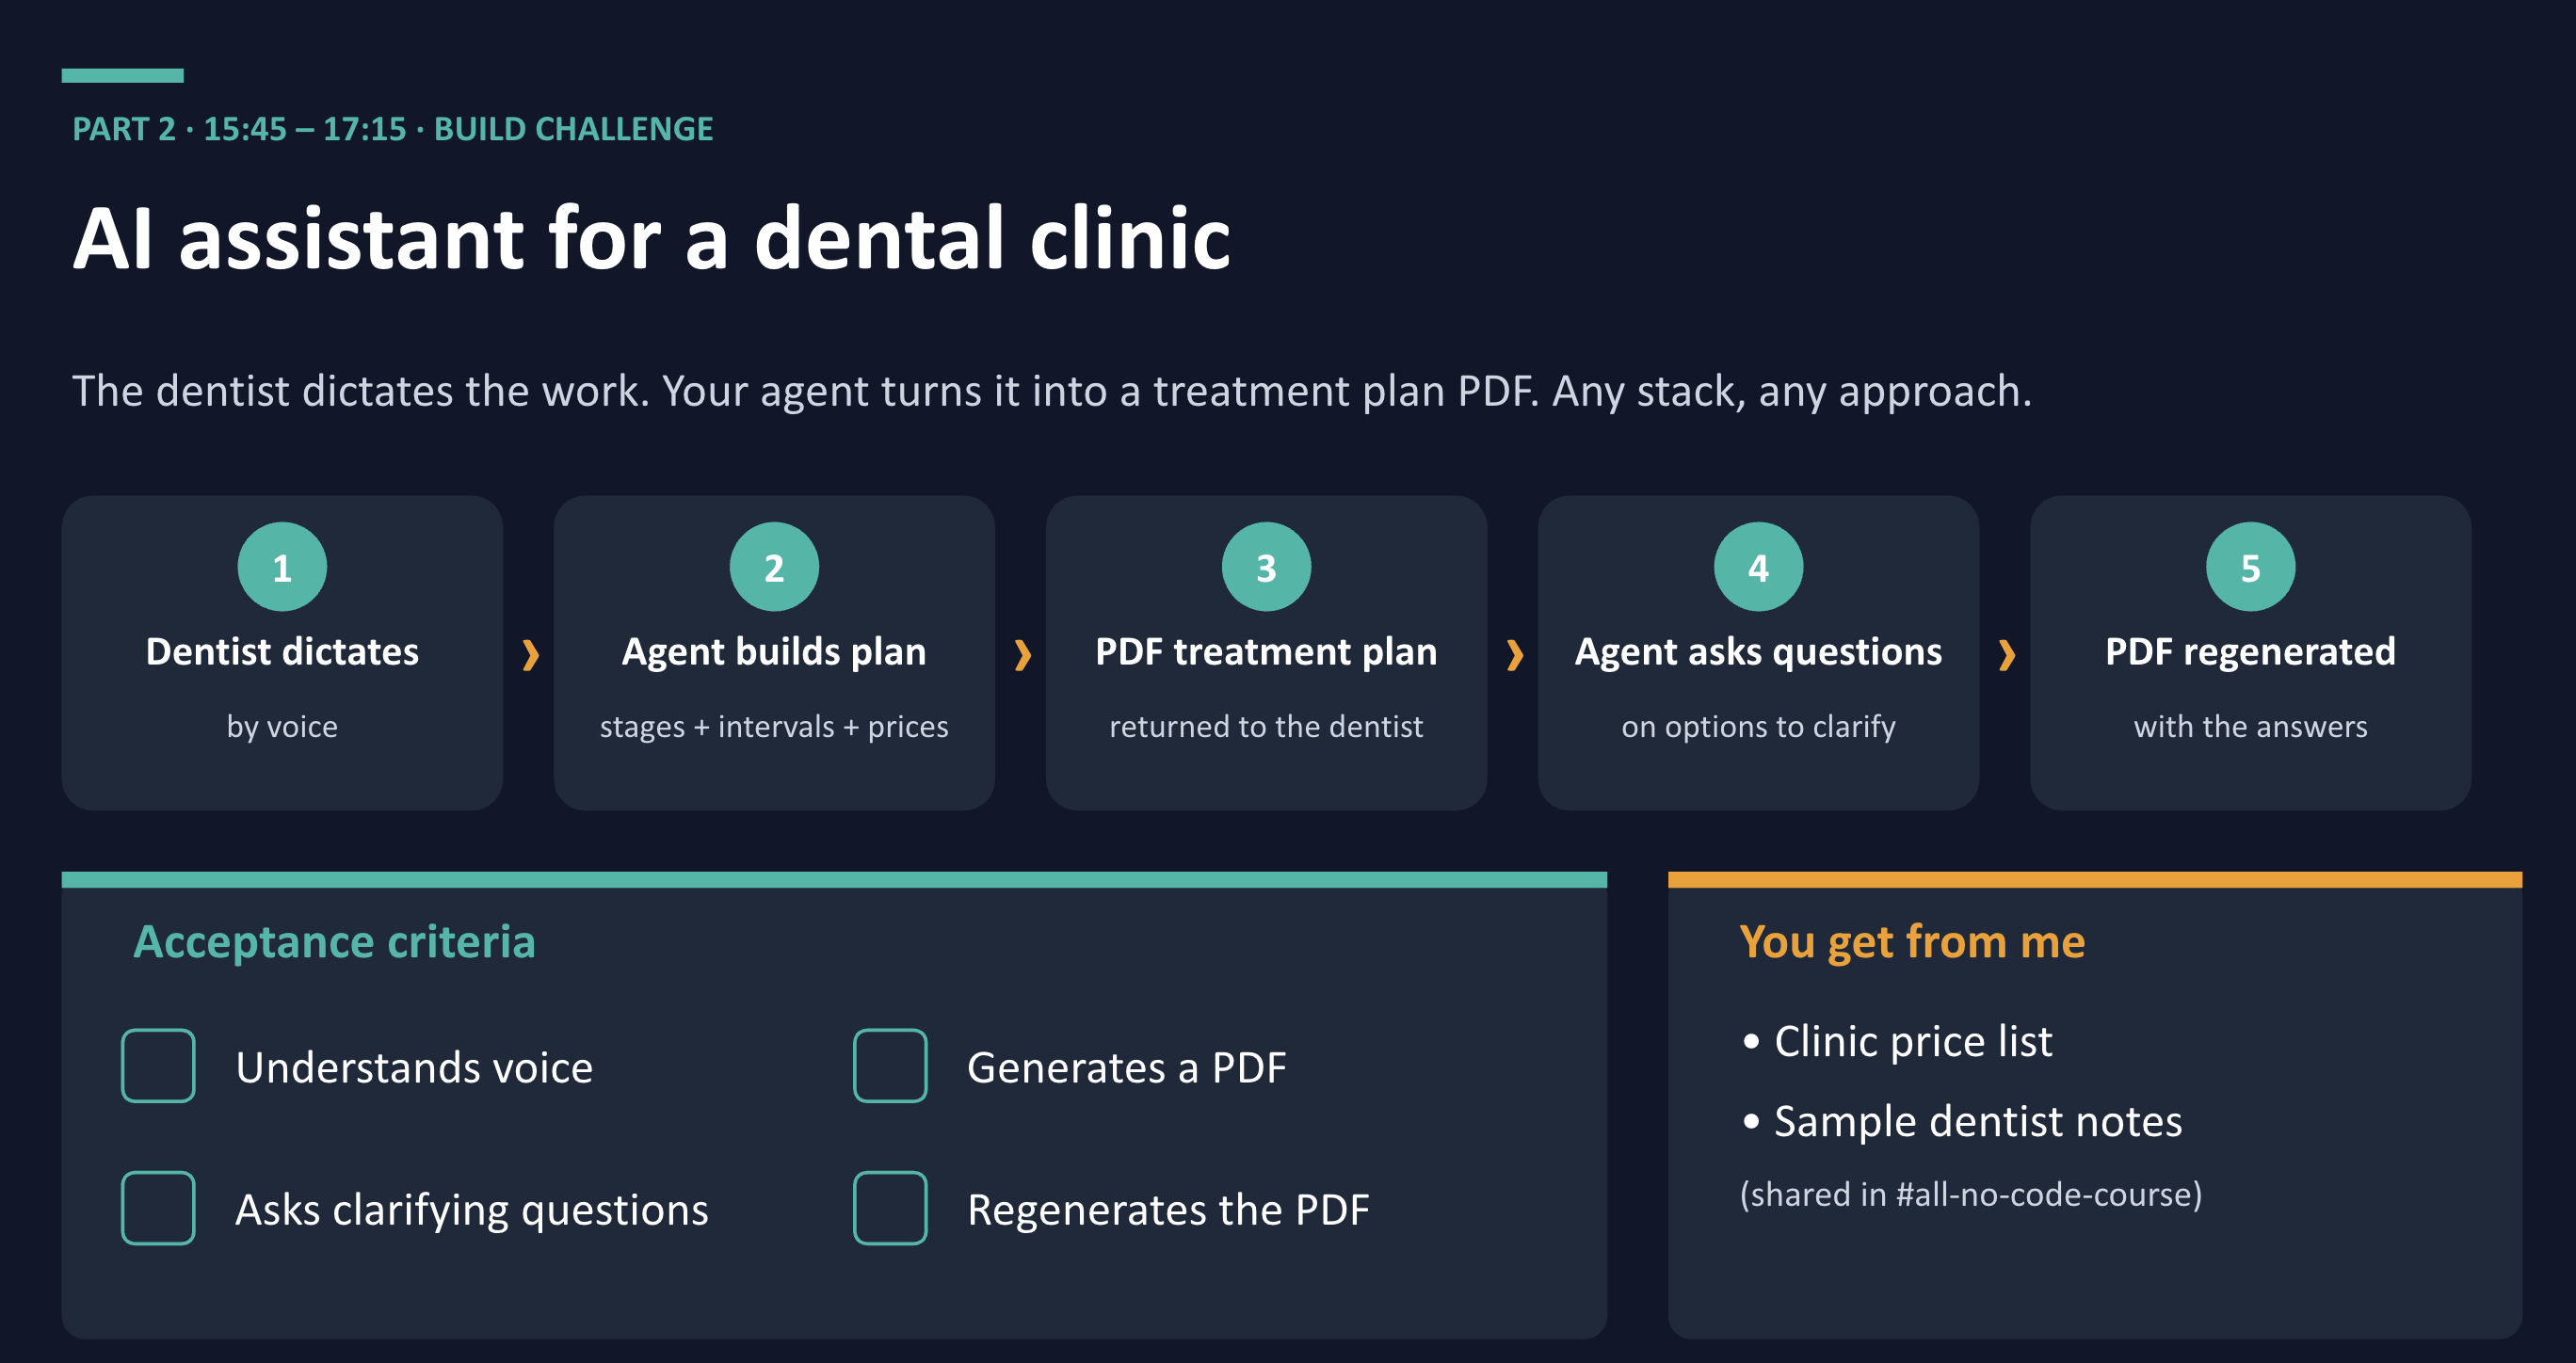 PART 2 · 15:45 – 17:15 · BUILD CHALLENGE
AI assistant for a dental clinic
The dentist dictates the work. Your agent turns it into a treatment plan PDF. Any stack, any approach.
1
Dentist dictates
by voice
›
2
Agent builds plan
stages + intervals + prices
›
3
PDF treatment plan
returned to the dentist
›
4
Agent asks questions
on options to clarify
›
5
PDF regenerated
with the answers
Acceptance criteria
Understands voice
Generates a PDF
Asks clarifying questions
Regenerates the PDF
You get from me
• Clinic price list
• Sample dentist notes
(shared in #all-no-code-course)